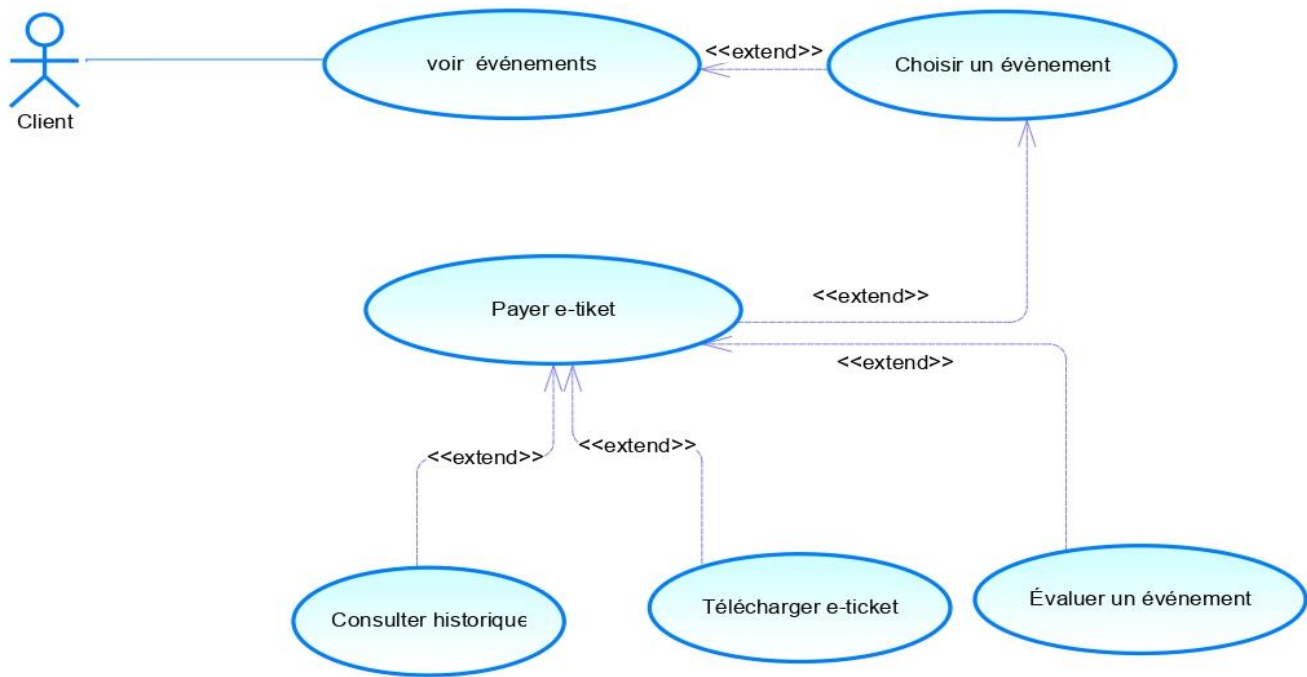 voir événements
<<extend>>
Choisir un évènement
Client
Payer e-tiket
<<extend>>
<<extend>>
<<extend>>
<<extend>>
Consulter historique
Télécharger e-ticket
Évaluer un événement